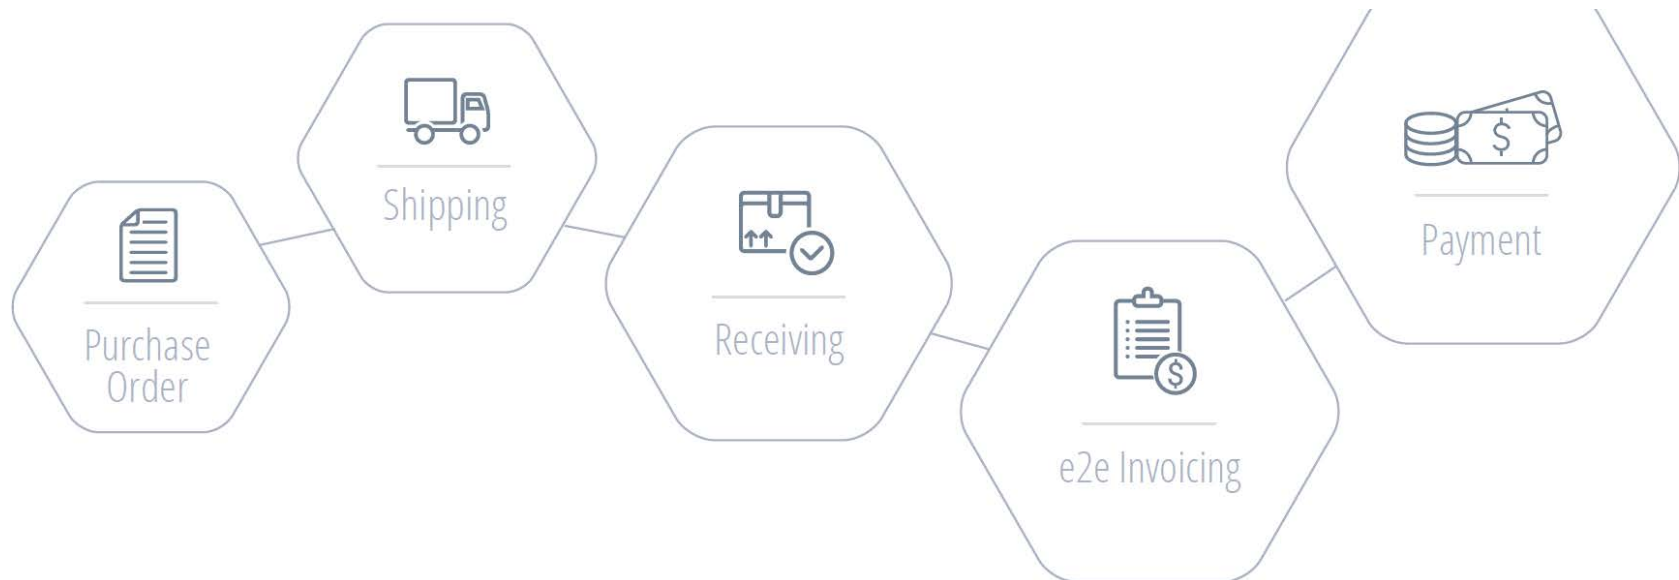 Purchase
Order
Shipping
Receiving
e2e Invoicing
Payment